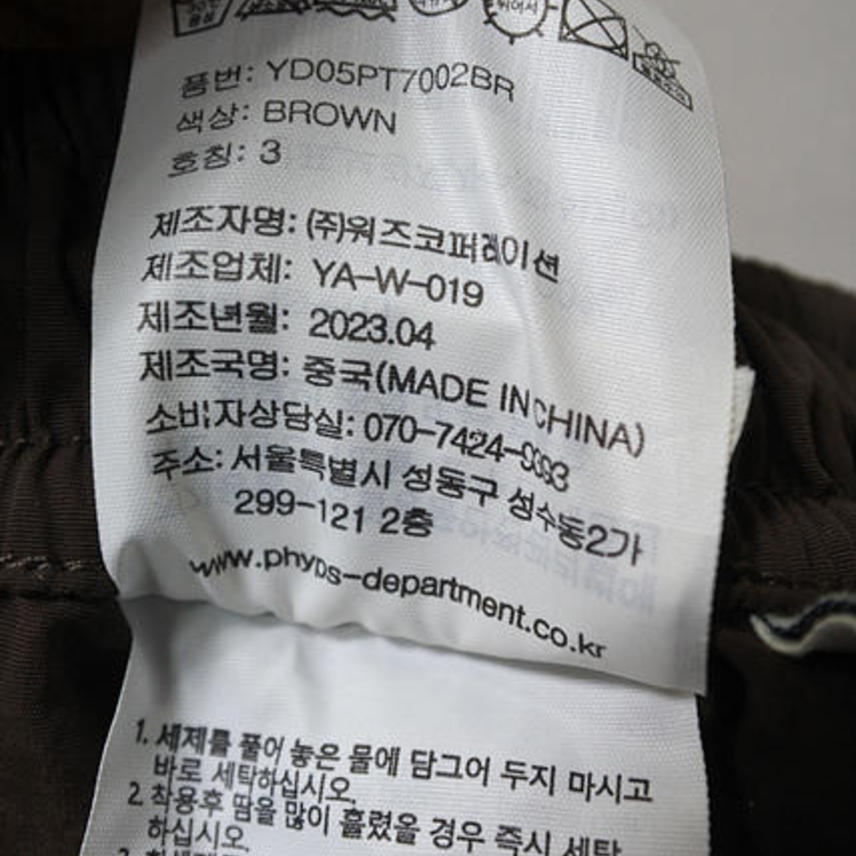 품번: YD05PT7002BR
색상: BROWN
호칭: 3
제조자명: (주)워즈코퍼레이션
제조업체: YA-W-019
제조년월: 2023.04
제조국명: 중국(MADE IN CHINA)
소비자상담실: 070-7424-9393
주소: 서울특별시 성동구 성수동2가
299-121 2층
www.phyps-department.co.kr
1. 세제를 풀어 놓은 물에 담그어 두지 마시고
바로 세탁하십시오.
2. 착용후 땀을 많이 흘렸을 경우 즉시 세탁
하십시오.